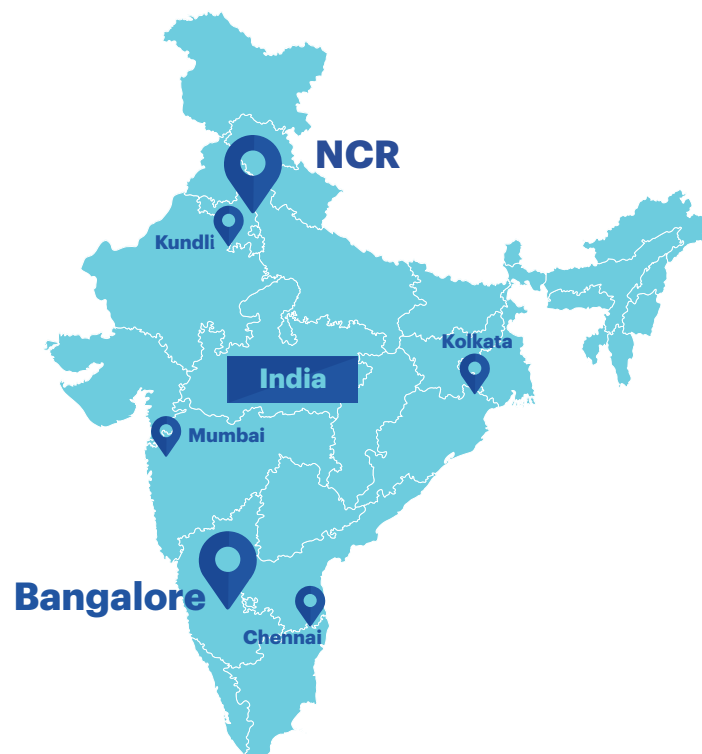 NCR
Kundli
Kolkata
India
Mumbai
Bangalore
Chennai